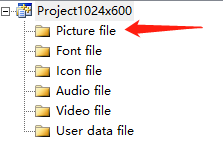 Project1024x600
Picture file
Font file
Icon file
Audio file
Video file
User data file